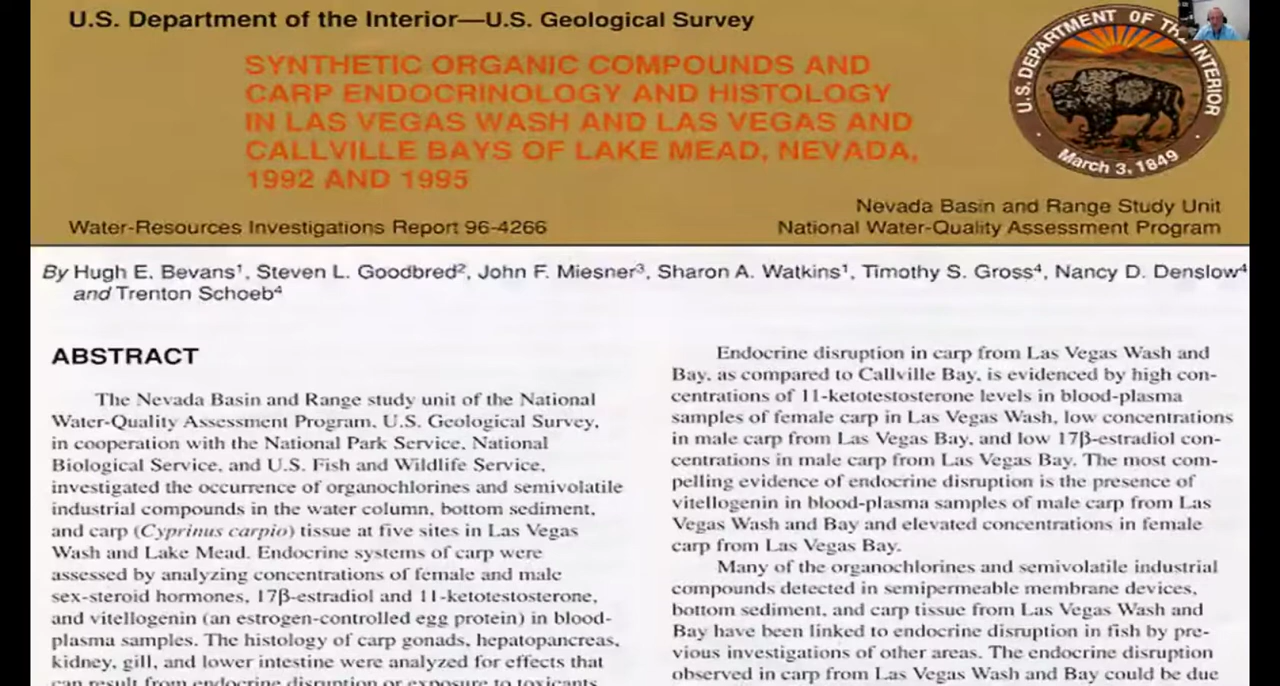 U.S. Department of the Interior—U.S. Geological Survey
SYNTHETIC ORGANIC COMPOUNDS AND
CARP ENDOCRINOLOGY AND HISTOLOGY
IN LAS VEGAS WASH AND LAS VEGAS AND
CALLVILLE BAYS OF LAKE MEAD, NEVADA,
1992 AND 1995
U.S. DEPARTMENT OF THE INTERIOR
March 3, 1849
Nevada Basin and Range Study Unit
Water-Resources Investigations Report 96-4266
National Water-Quality Assessment Program
By Hugh E. Bevans¹, Steven L. Goodbred², John F. Miesner³, Sharon A. Watkins¹, Timothy S. Gross⁴, Nancy D. Denslow⁴
and Trenton Schoeb⁴
ABSTRACT
The Nevada Basin and Range study unit of the National
Water-Quality Assessment Program, U.S. Geological Survey,
in cooperation with the National Park Service, National
Biological Service, and U.S. Fish and Wildlife Service,
investigated the occurrence of organochlorines and semivolatile
industrial compounds in the water column, bottom sediment,
and carp (Cyprinus carpio) tissue at five sites in Las Vegas
Wash and Lake Mead. Endocrine systems of carp were
assessed by analyzing concentrations of female and male
sex-steroid hormones, 17β-estradiol and 11-ketotestosterone,
and vitellogenin (an estrogen-controlled egg protein) in blood-
plasma samples. The histology of carp gonads, hepatopancreas,
kidney, gill, and lower intestine were analyzed for effects that
can result from endocrine disruption or exposure to toxicants
Endocrine disruption in carp from Las Vegas Wash and
Bay, as compared to Callville Bay, is evidenced by high con-
centrations of 11-ketotestosterone levels in blood-plasma
samples of female carp in Las Vegas Wash, low concentrations
in male carp from Las Vegas Bay, and low 17β-estradiol con-
centrations in male carp from Las Vegas Bay. The most com-
pelling evidence of endocrine disruption is the presence of
vitellogenin in blood-plasma samples of male carp from Las
Vegas Wash and Bay and elevated concentrations in female
carp from Las Vegas Bay.
Many of the organochlorines and semivolatile industrial
compounds detected in semipermeable membrane devices,
bottom sediment, and carp tissue from Las Vegas Wash and
Bay have been linked to endocrine disruption in fish by pre-
vious investigations of other areas. The endocrine disruption
observed in carp from Las Vegas Wash and Bay could be due